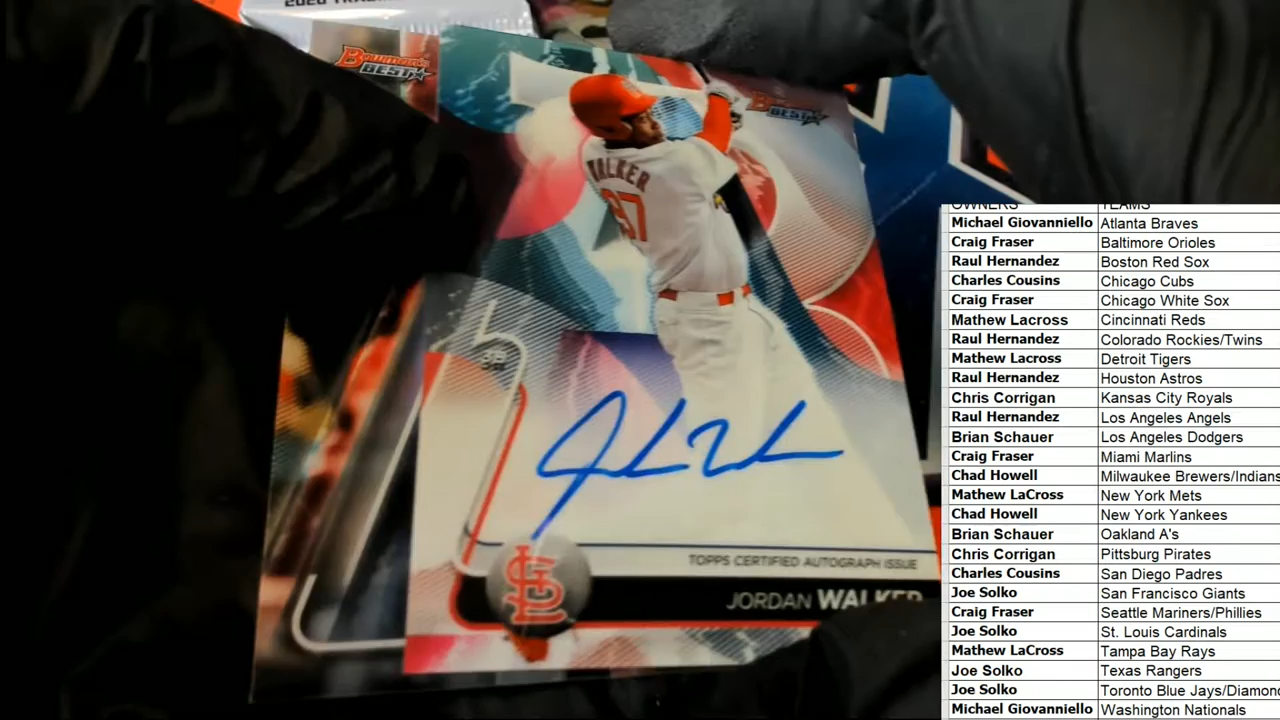 2020
Bowman's
BEST
Bowman's
BEST
WALKER
3B
TOPPS CERTIFIED AUTOGRAPH ISSUE
JORDAN WALKER
OWNERS TEAMS
Michael Giovanniello Atlanta Braves
Craig Fraser Baltimore Orioles
Raul Hernandez Boston Red Sox
Charles Cousins Chicago Cubs
Craig Fraser Chicago White Sox
Mathew Lacross Cincinnati Reds
Raul Hernandez Colorado Rockies/Twins
Mathew Lacross Detroit Tigers
Raul Hernandez Houston Astros
Chris Corrigan Kansas City Royals
Raul Hernandez Los Angeles Angels
Brian Schauer Los Angeles Dodgers
Craig Fraser Miami Marlins
Chad Howell Milwaukee Brewers/Indians
Mathew LaCross New York Mets
Chad Howell New York Yankees
Brian Schauer Oakland A's
Chris Corrigan Pittsburg Pirates
Charles Cousins San Diego Padres
Joe Solko San Francisco Giants
Craig Fraser Seattle Mariners/Phillies
Joe Solko St. Louis Cardinals
Mathew LaCross Tampa Bay Rays
Joe Solko Texas Rangers
Joe Solko Toronto Blue Jays/Diamond
Michael Giovanniello Washington Nationals